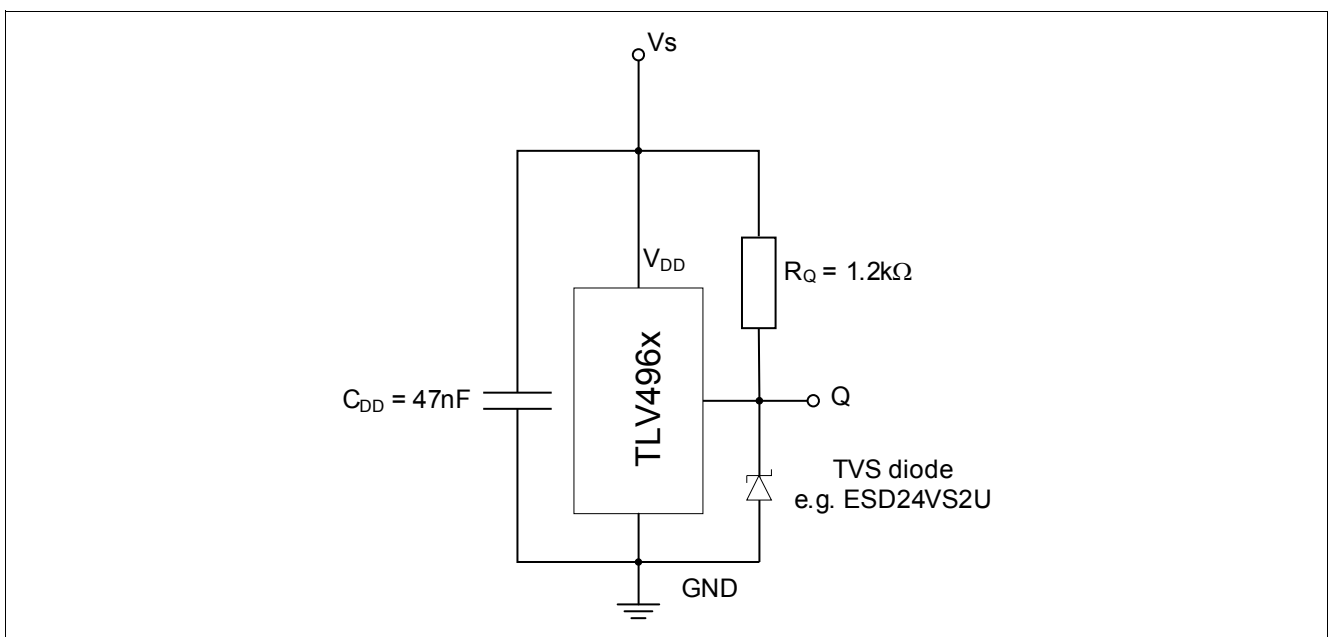 Vs
V_DD
R_Q = 1.2kΩ
TLV496x
C_DD = 47nF
Q
TVS diode
e.g. ESD24VS2U
GND